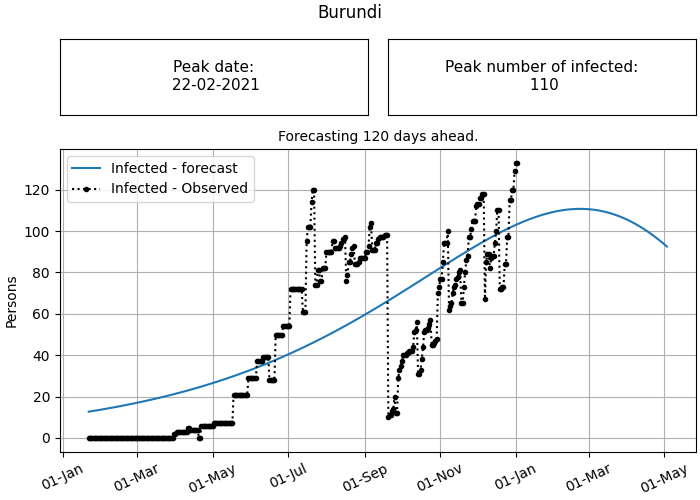 Burundi
Peak date:
22-02-2021
Peak number of infected:
110
Forecasting 120 days ahead.
Infected - forecast
Infected - Observed
Persons
120
100
80
60
40
20
0
01-Jan
01-Mar
01-May
01-Jul
01-Sep
01-Nov
01-Jan
01-Mar
01-May